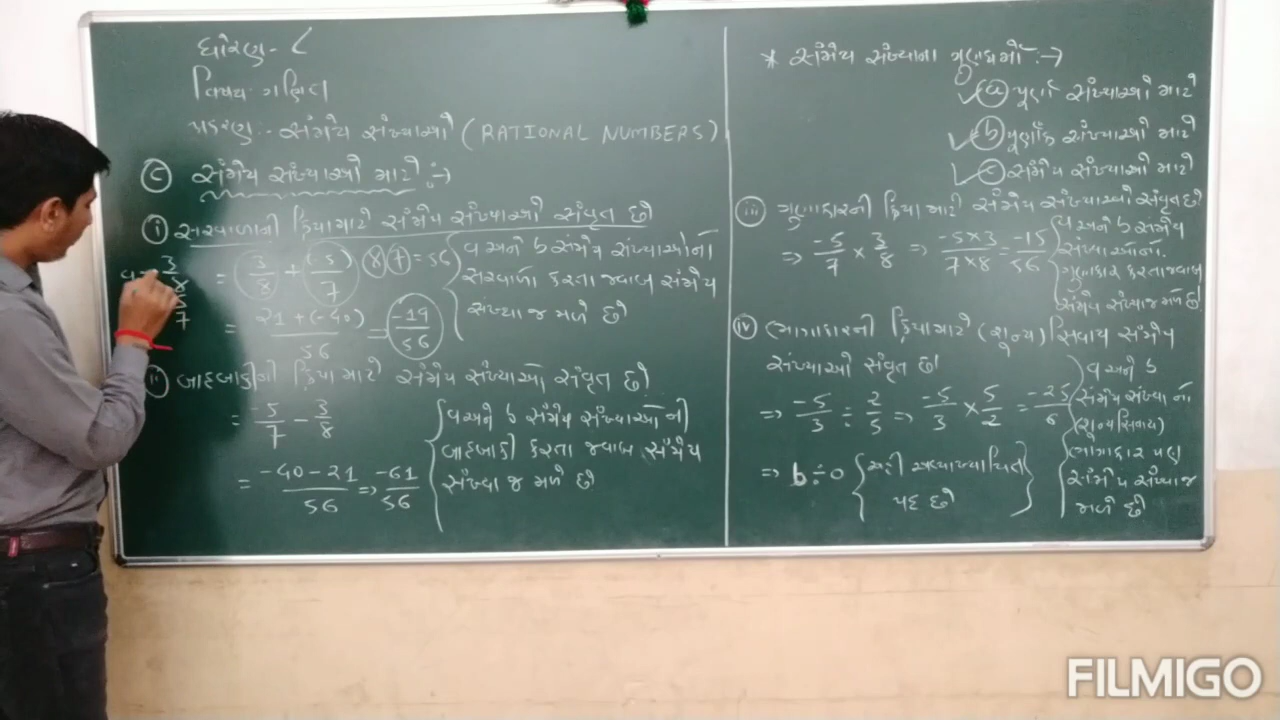 ધોરણ - ૮
વિષય ગણિત
પ્રકરણ:- સંમેય સંખ્યાઓ (RATIONAL NUMBERS)
ⓒ સંમેય સંખ્યાઓ માટે :→
(i) સરવાળાની ક્રિયા માટે સંમેય સંખ્યાઓ સંવૃત છે
= 3/8 + (-5)/7 8 7 = 56
= 21+(-40)/56 = -19/56
{ a અને b સંમેય સંખ્યાઓનો
સરવાળો કરતા જવાબ સંમેય
સંખ્યા જ મળે છે
(ii) બાદબાકીની ક્રિયા માટે સંમેય સંખ્યાઓ સંવૃત છે.
= -5/7 - 3/8
= -40-21/56 ⇒ -61/56
{ a અને b સંમેય સંખ્યાઓની
બાદબાકી કરતા જવાબ સંમેય
સંખ્યા જ મળે છે
* સંમેય સંખ્યાના ગુણધર્મો :→
✓ⓐ પૂર્ણ સંખ્યાઓ માટે
✓ⓑ પૂર્ણાંક સંખ્યાઓ માટે
✓ⓒ સંમેય સંખ્યાઓ માટે
(iii) ગુણાકારની ક્રિયા માટે સંમેય સંખ્યાઓ સંવૃત છે
⇒ -5/7 × 3/8 ⇒ -5×3/7×8 = -15/56
{ a અને b સંમેય
સંખ્યાઓનો
ગુણાકાર કરતા જવાબ
સંમેય સંખ્યા જ મળે છે
(iv) ભાગાકારની ક્રિયા માટે (શૂન્ય) સિવાય સંમેય
સંખ્યાઓ સંવૃત છે
⇒ -5/3 ÷ 2/5 ⇒ -5/3 × 5/2 = -25/6
⇒ b÷0 { અવ્યાખ્યાયિત
પદ છે }
{ a અને b
સંમેય સંખ્યાનો
(શૂન્ય સિવાય)
ભાગાકાર પણ
સંમેય સંખ્યા જ
મળે છે
FILMIGO